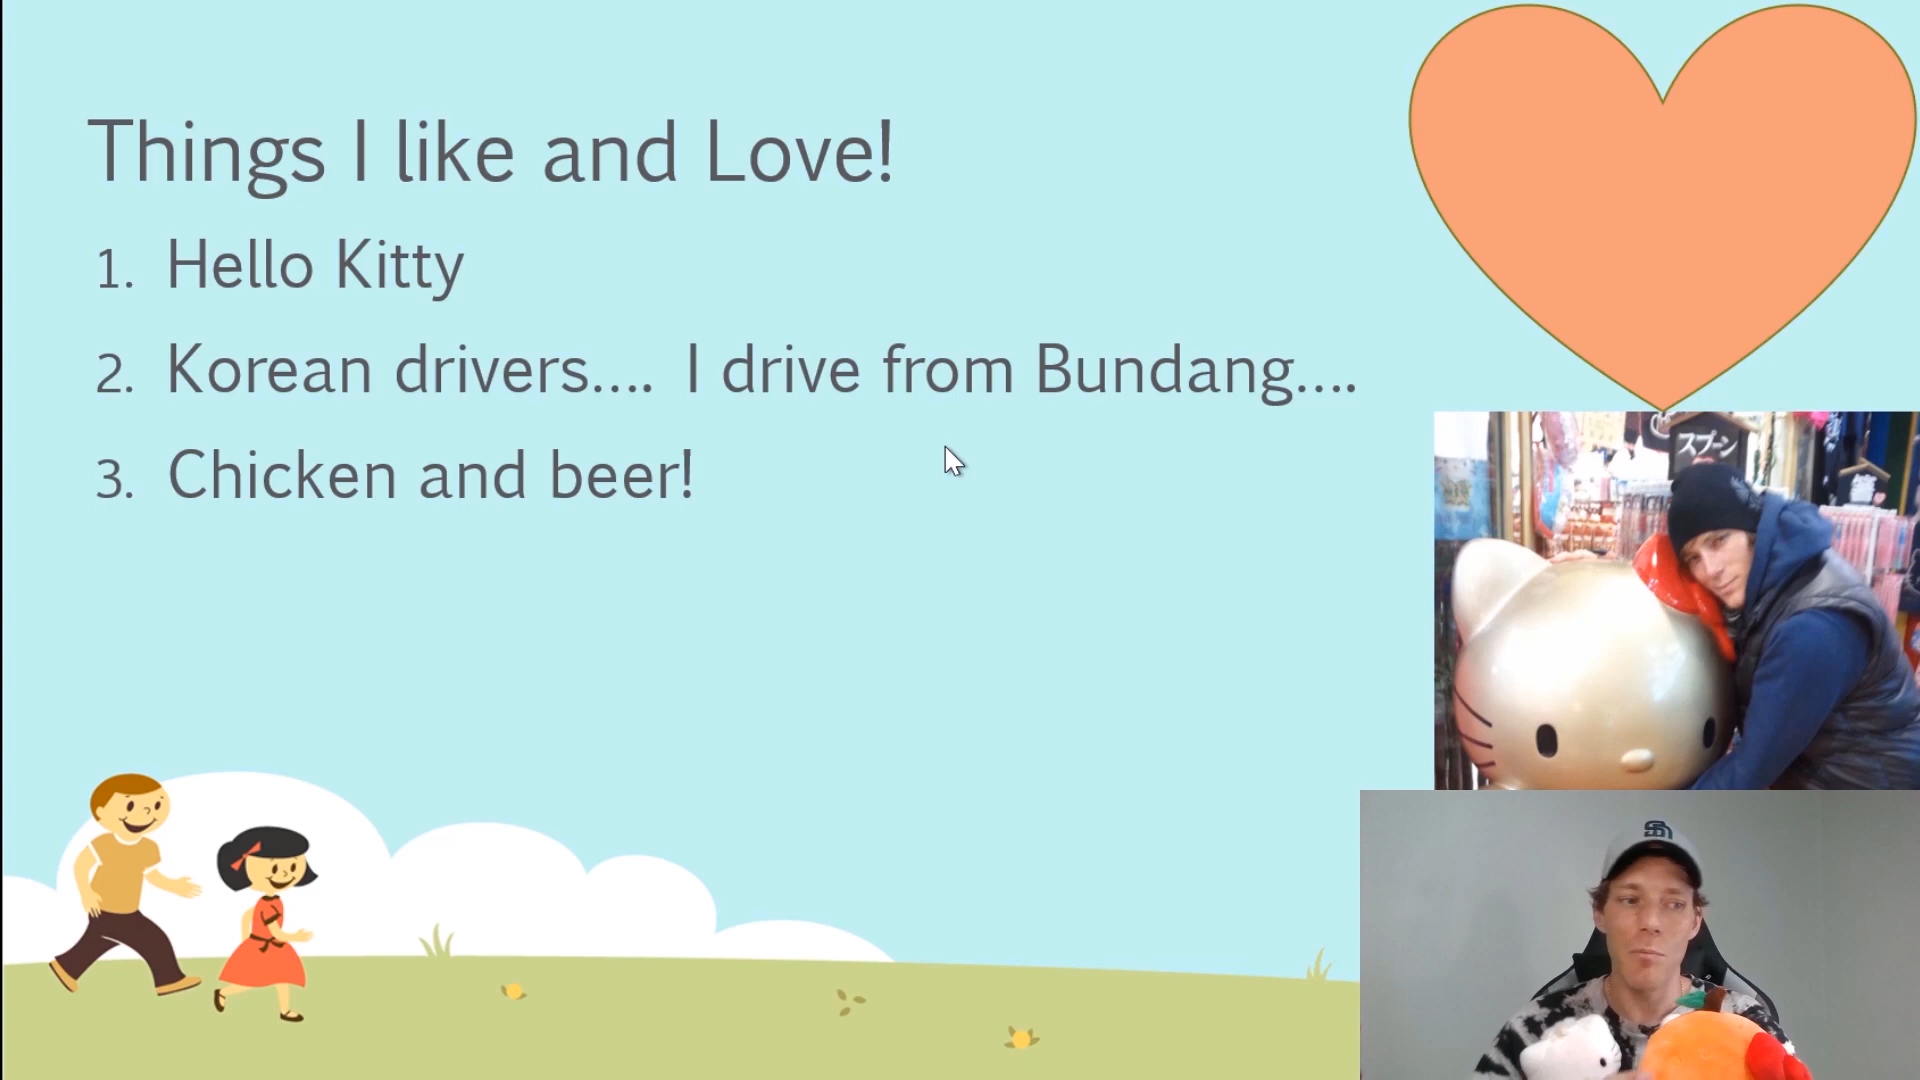 Things I like and Love!
1. Hello Kitty
2. Korean drivers…. I drive from Bundang….
3. Chicken and beer!
スプーン
SD